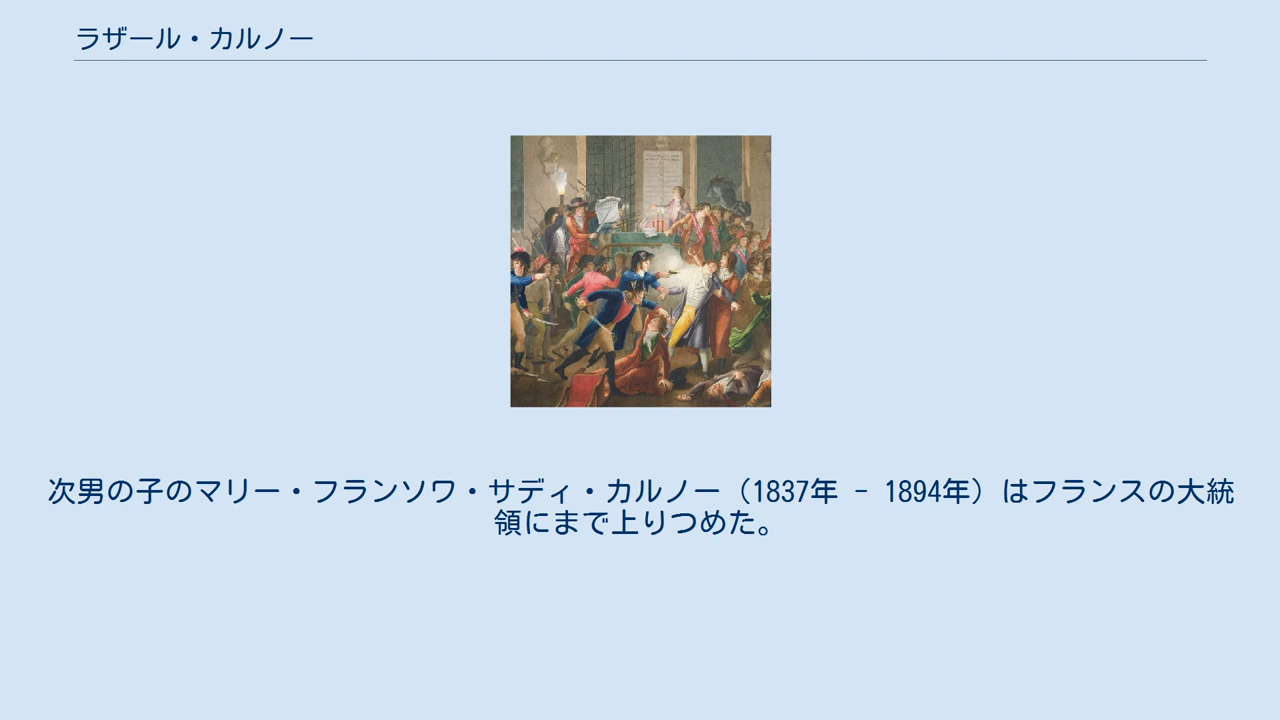 ラザール・カルノー
次男の子のマリー・フランソワ・サディ・カルノー（1837年 - 1894年）はフランスの大統
領にまで上りつめた。